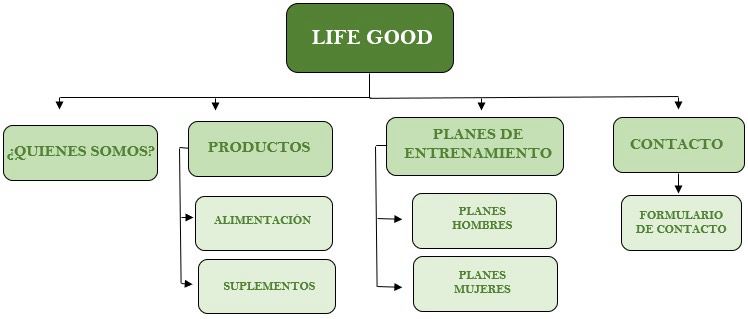 LIFE GOOD
¿QUIENES SOMOS?
PRODUCTOS
ALIMENTACIÓN
SUPLEMENTOS
PLANES DE
ENTRENAMIENTO
PLANES
HOMBRES
PLANES
MUJERES
CONTACTO
FORMULARIO
DE CONTACTO